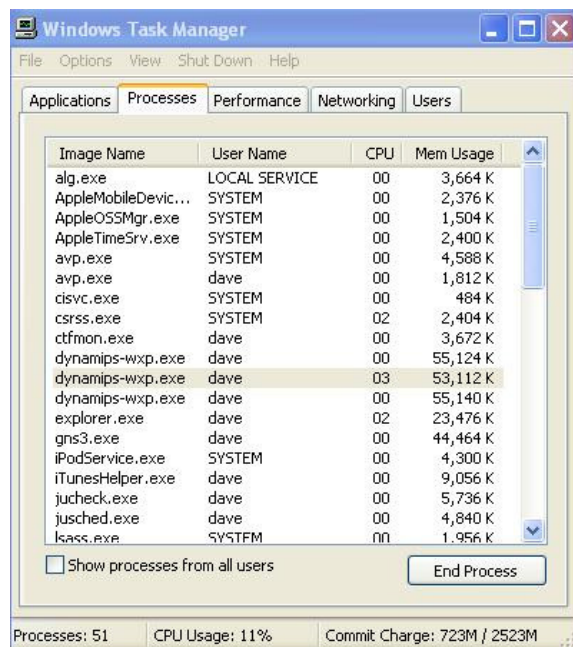 Windows Task Manager
File Options View Shut Down Help
Applications Processes Performance Networking Users
Image Name User Name CPU Mem Usage
alg.exe LOCAL SERVICE 00 3,664 K
AppleMobileDevic... SYSTEM 00 2,376 K
AppleOSSMgr.exe SYSTEM 00 1,504 K
AppleTimeSrv.exe SYSTEM 00 2,400 K
avp.exe SYSTEM 00 4,588 K
avp.exe dave 00 1,812 K
cisvc.exe SYSTEM 00 484 K
csrss.exe SYSTEM 02 2,404 K
ctfmon.exe dave 00 3,672 K
dynamips-wxp.exe dave 00 55,124 K
dynamips-wxp.exe dave 03 53,112 K
dynamips-wxp.exe dave 00 55,140 K
explorer.exe dave 02 23,476 K
gns3.exe dave 00 44,464 K
iPodService.exe SYSTEM 00 4,300 K
iTunesHelper.exe dave 00 9,056 K
jucheck.exe dave 00 5,736 K
jusched.exe dave 00 4,840 K
lsass.exe SYSTEM 00 1,956 K
Show processes from all users End Process
Processes: 51 CPU Usage: 11% Commit Charge: 723M / 2523M